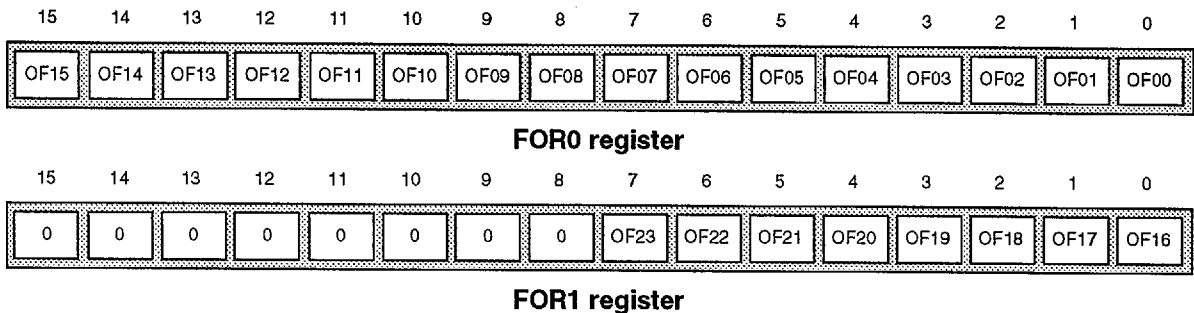 15 14 13 12 11 10 9 8 7 6 5 4 3 2 1 0
OF15 OF14 OF13 OF12 OF11 OF10 OF09 OF08 OF07 OF06 OF05 OF04 OF03 OF02 OF01 OF00
FOR0 register
15 14 13 12 11 10 9 8 7 6 5 4 3 2 1 0
0 0 0 0 0 0 0 0 OF23 OF22 OF21 OF20 OF19 OF18 OF17 OF16
FOR1 register